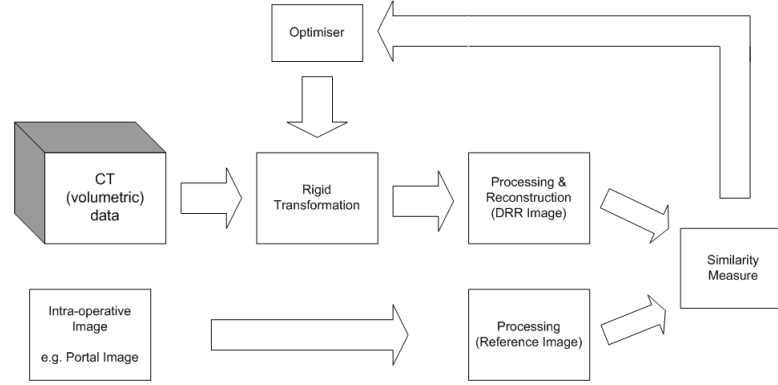 Optimiser
CT
(volumetric)
data
Rigid
Transformation
Processing &
Reconstruction
(DRR Image)
Similarity
Measure
Intra-operative
Image
e.g. Portal Image
Processing
(Reference Image)